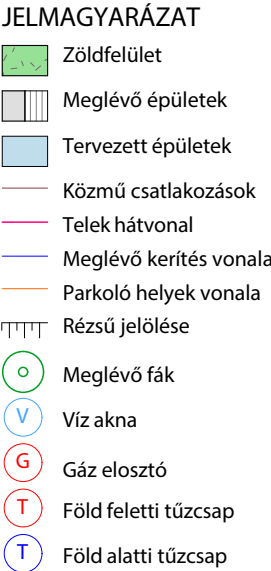 JELMAGYARÁZAT
Zöldfelület
Meglévő épületek
Tervezett épületek
Közmű csatlakozások
Telek hátvonal
Meglévő kerítés vonala
Parkoló helyek vonala
Rézsű jelölése
Meglévő fák
V Víz akna
G Gáz elosztó
T Föld feletti tűzcsap
T Föld alatti tűzcsap